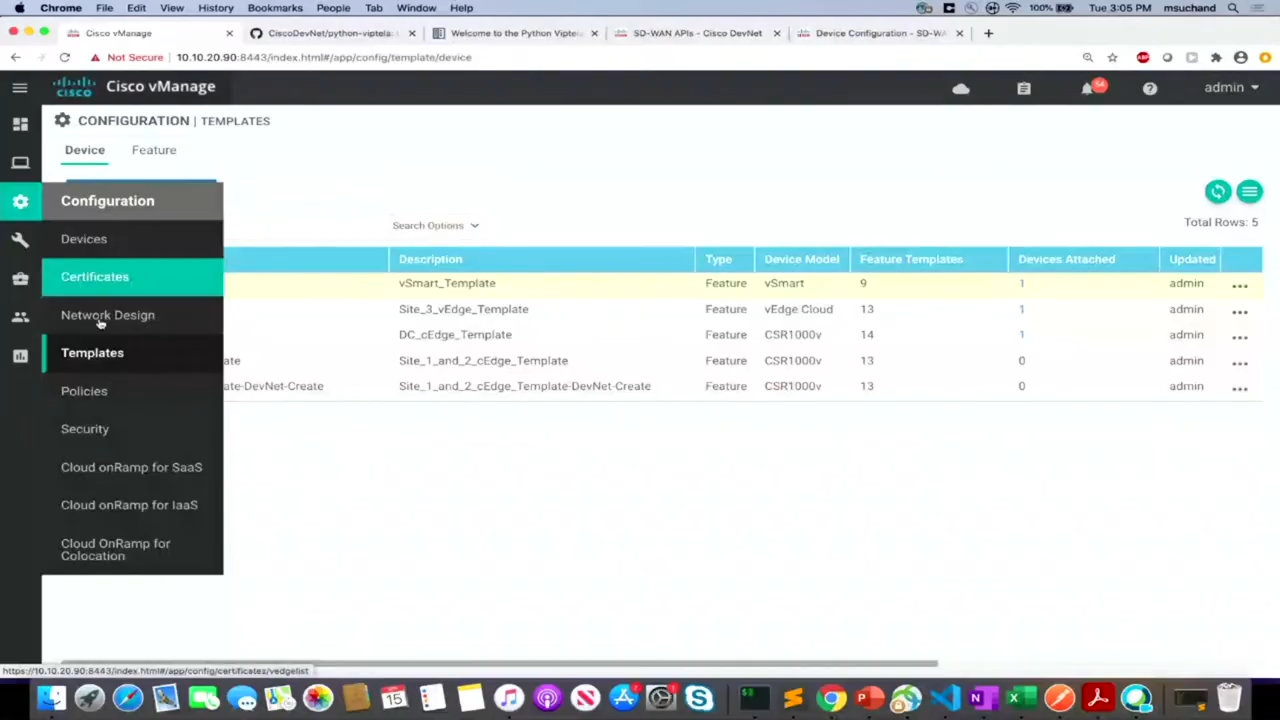 Chrome File Edit View History Bookmarks People Tab Window Help 100% Tue 3:05 PM msuchand
Cisco vManage CiscoDevNet/python-viptela: Welcome to the Python Viptel SD-WAN APIs - Cisco DevNet Device Configuration - SD-WA
Not Secure 10.10.20.90:8443/index.html#/app/config/template/device
ABP
cisco Cisco vManage 54 admin
CONFIGURATION | TEMPLATES
Device Feature
Configuration
Devices
Certificates
Network Design
Templates
Policies
Security
Cloud onRamp for SaaS
Cloud onRamp for IaaS
Cloud OnRamp for
Colocation
Search Options
Total Rows: 5
Description Type Device Model Feature Templates Devices Attached Updated
vSmart_Template Feature vSmart 9 1 admin ...
Site_3_vEdge_Template Feature vEdge Cloud 13 1 admin ...
DC_cEdge_Template Feature CSR1000v 14 1 admin ...
ate Site_1_and_2_cEdge_Template Feature CSR1000v 13 0 admin ...
ate-DevNet-Create Site_1_and_2_cEdge_Template-DevNet-Create Feature CSR1000v 13 0 admin ...
https://10.10.20.90:8443/index.html#/app/config/certificates/vedgelist
15